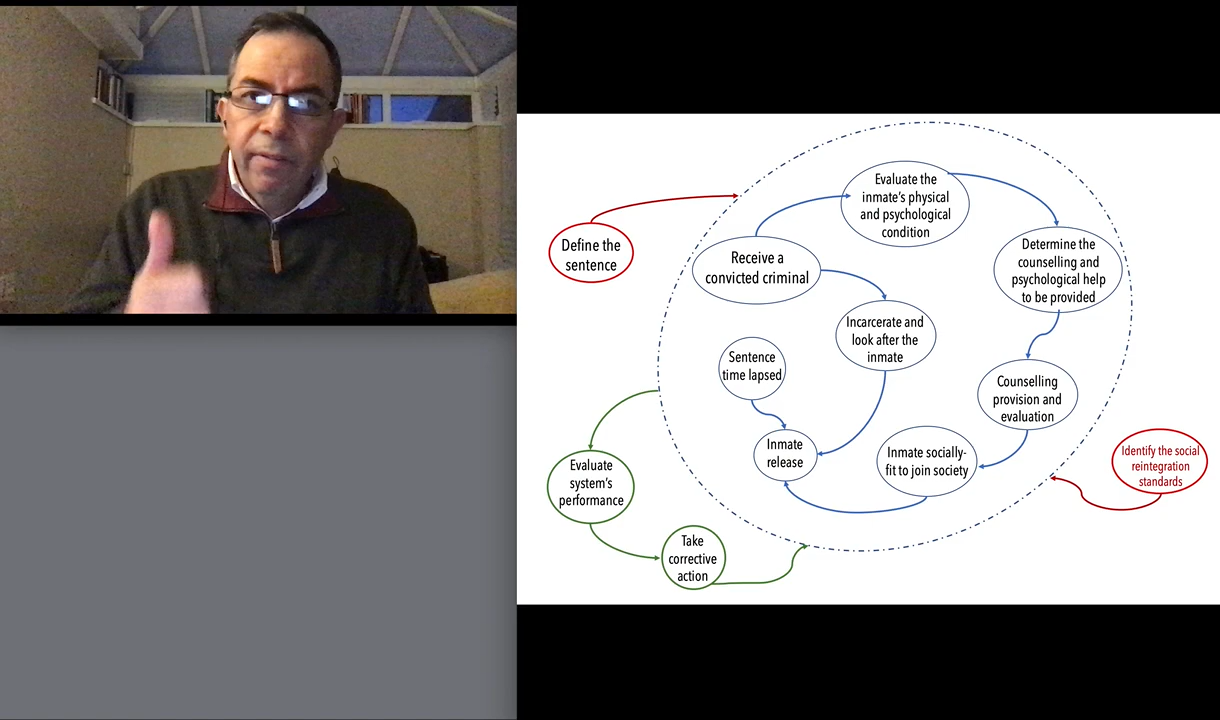 Evaluate the
inmate's physical
and psychological
condition
Define the
sentence
Receive a
convicted criminal
Determine the
counselling and
psychological help
to be provided
Incarcerate and
look after the
inmate
Sentence
time lapsed
Counselling
provision and
evaluation
Inmate
release
Inmate socially-
fit to join society
Identify the social
reintegration
standards
Evaluate
system's
performance
Take
corrective
action